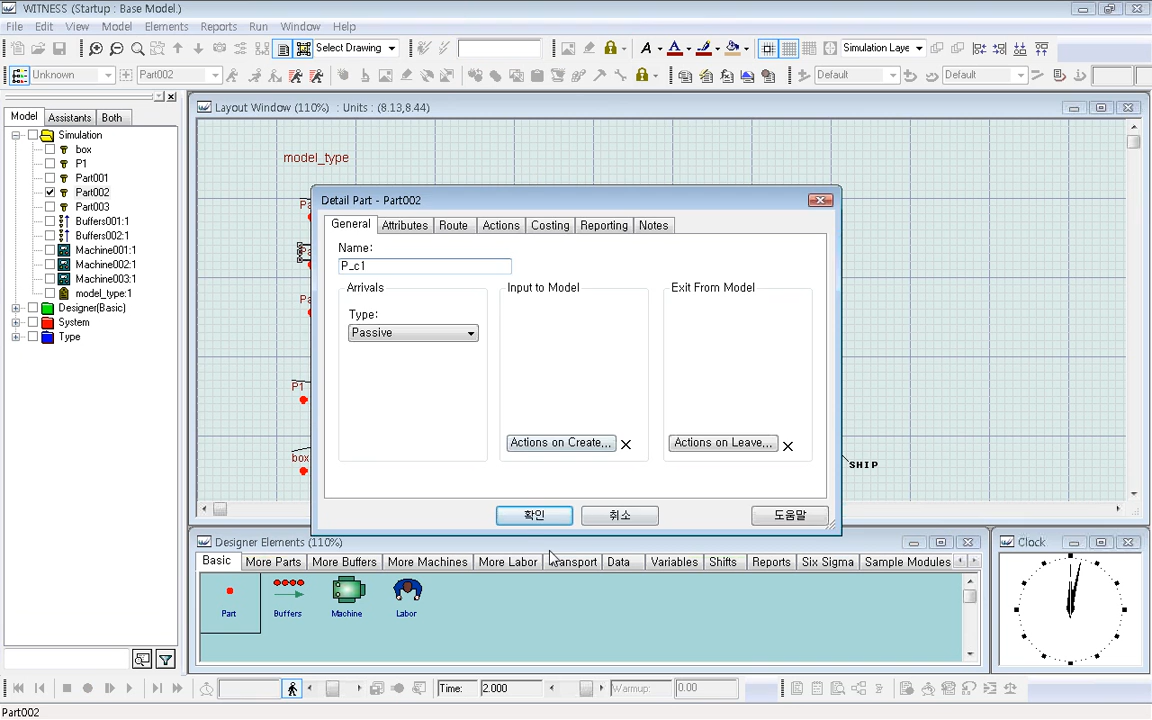 WITNESS (Startup : Base Model.)
File Edit View Model Elements Reports Run Window Help
Select Drawing
Simulation Layer
Unknown
Part002
Default
Default
Model Assistants Both
Simulation
box
P1
Part001
Part002
Part003
Buffers001:1
Buffers002:1
Machine001:1
Machine002:1
Machine003:1
model_type:1
Designer(Basic)
System
Type
Layout Window (110%) : Units : (8.13,8.44)
model_type
P1
box
SHIP
Detail Part - Part002
General Attributes Route Actions Costing Reporting Notes
Name:
P_c1
Arrivals
Type:
Passive
Input to Model
Actions on Create...
Exit From Model
Actions on Leave...
확인 취소 도움말
Designer Elements (110%)
Basic More Parts More Buffers More Machines More Labor Transport Data Variables Shifts Reports Six Sigma Sample Modules
Part Buffers Machine Labor
Clock
Time: 2.000 Warmup: 0.00
Part002